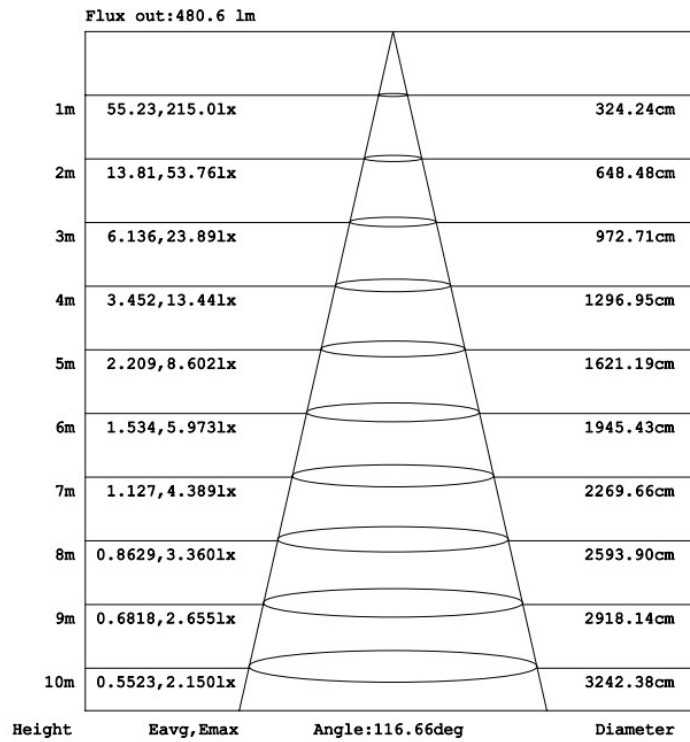 Flux out:480.6 lm
1m 55.23,215.0lx 324.24cm
2m 13.81,53.76lx 648.48cm
3m 6.136,23.89lx 972.71cm
4m 3.452,13.44lx 1296.95cm
5m 2.209,8.602lx 1621.19cm
6m 1.534,5.973lx 1945.43cm
7m 1.127,4.389lx 2269.66cm
8m 0.8629,3.360lx 2593.90cm
9m 0.6818,2.655lx 2918.14cm
10m 0.5523,2.150lx 3242.38cm
Height Eavg,Emax Angle:116.66deg Diameter